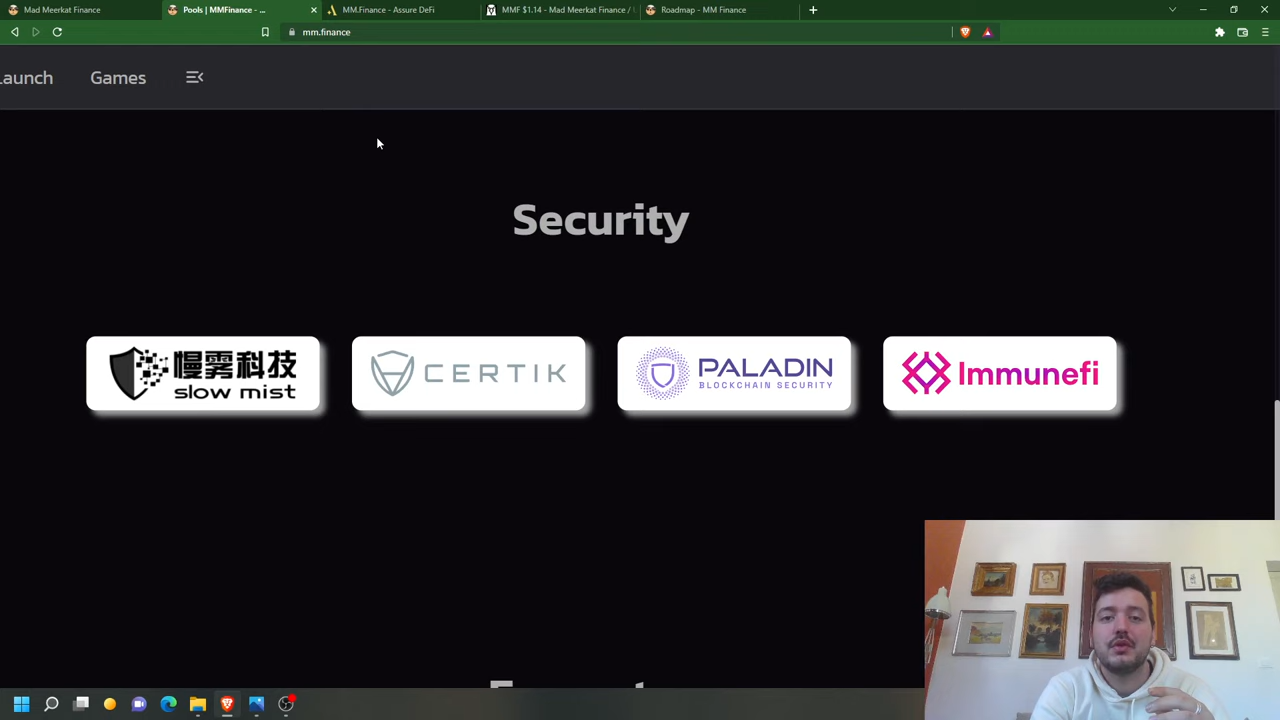 Mad Meerkat Finance
Pools | MMFinance - ...
MM.Finance - Assure DeFi
MMF $1.14 - Mad Meerkat Finance /
Roadmap - MM Finance
mm.finance
Launch
Games
Security
慢雾科技
slow mist
CERTIK
PALADIN
BLOCKCHAIN SECURITY
Immunefi